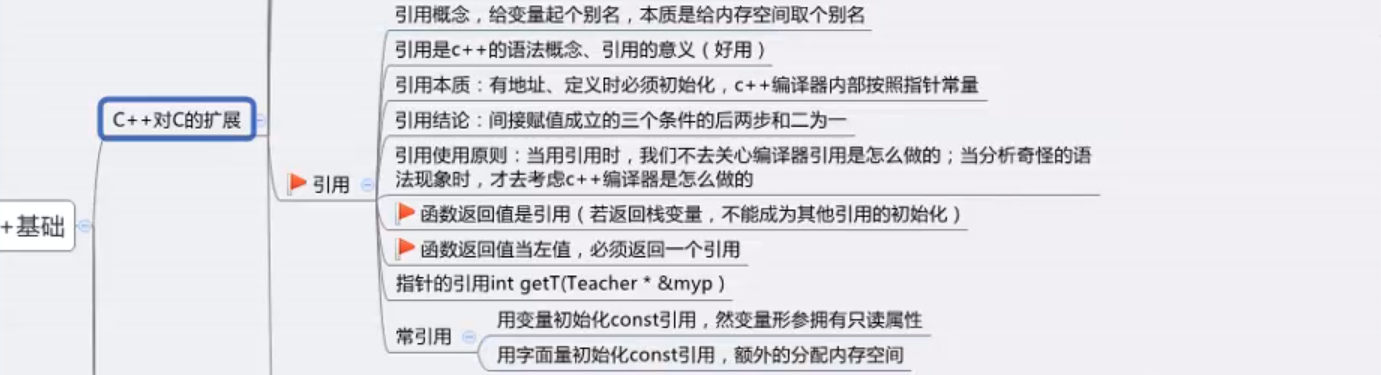 引用概念，给变量起个别名，本质是给内存空间取个别名
引用是c++的语法概念、引用的意义（好用）
引用本质：有地址、定义时必须初始化，c++编译器内部按照指针常量
C++对C的扩展
引用结论：间接赋值成立的三个条件的后两步和二为一
引用使用原则：当用引用时，我们不去关心编译器引用是怎么做的；当分析奇怪的语
法现象时，才去考虑c++编译器是怎么做的
引用
+基础
函数返回值是引用（若返回栈变量，不能成为其他引用的初始化）
函数返回值当左值，必须返回一个引用
指针的引用int getT(Teacher * &myp）
常引用
用变量初始化const引用，然变量形参拥有只读属性
用字面量初始化const引用，额外的分配内存空间